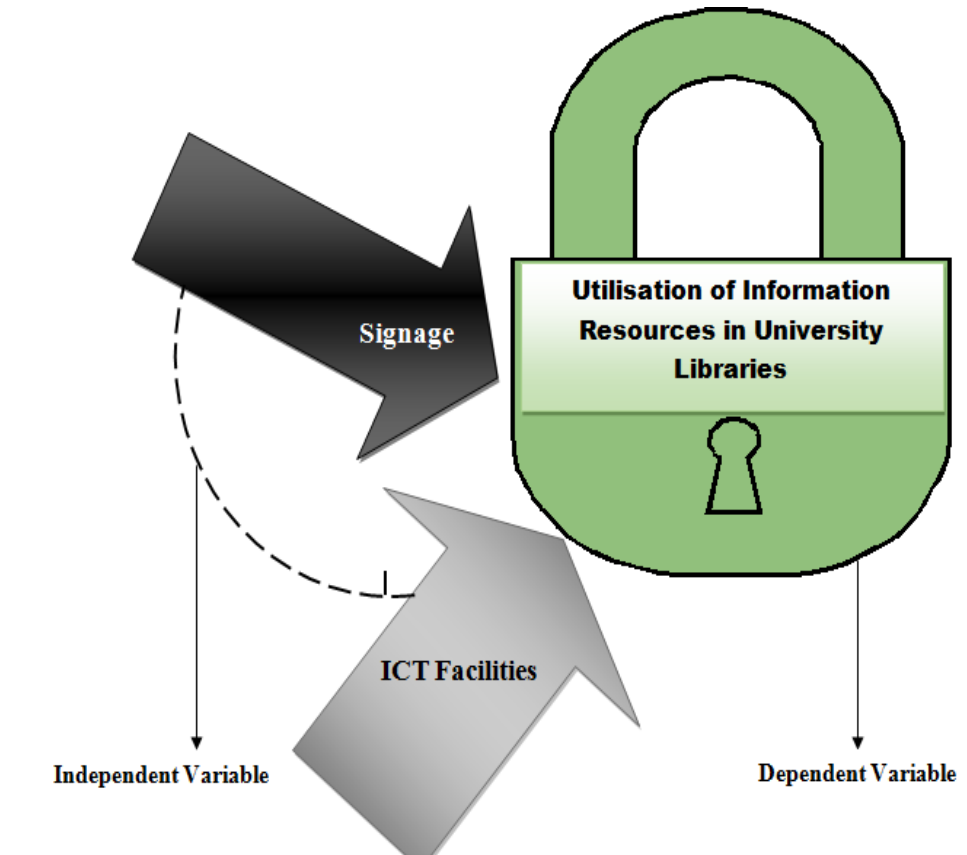 Utilisation of Information
Resources in University
Libraries
Signage
ICT Facilities
Independent Variable
Dependent Variable